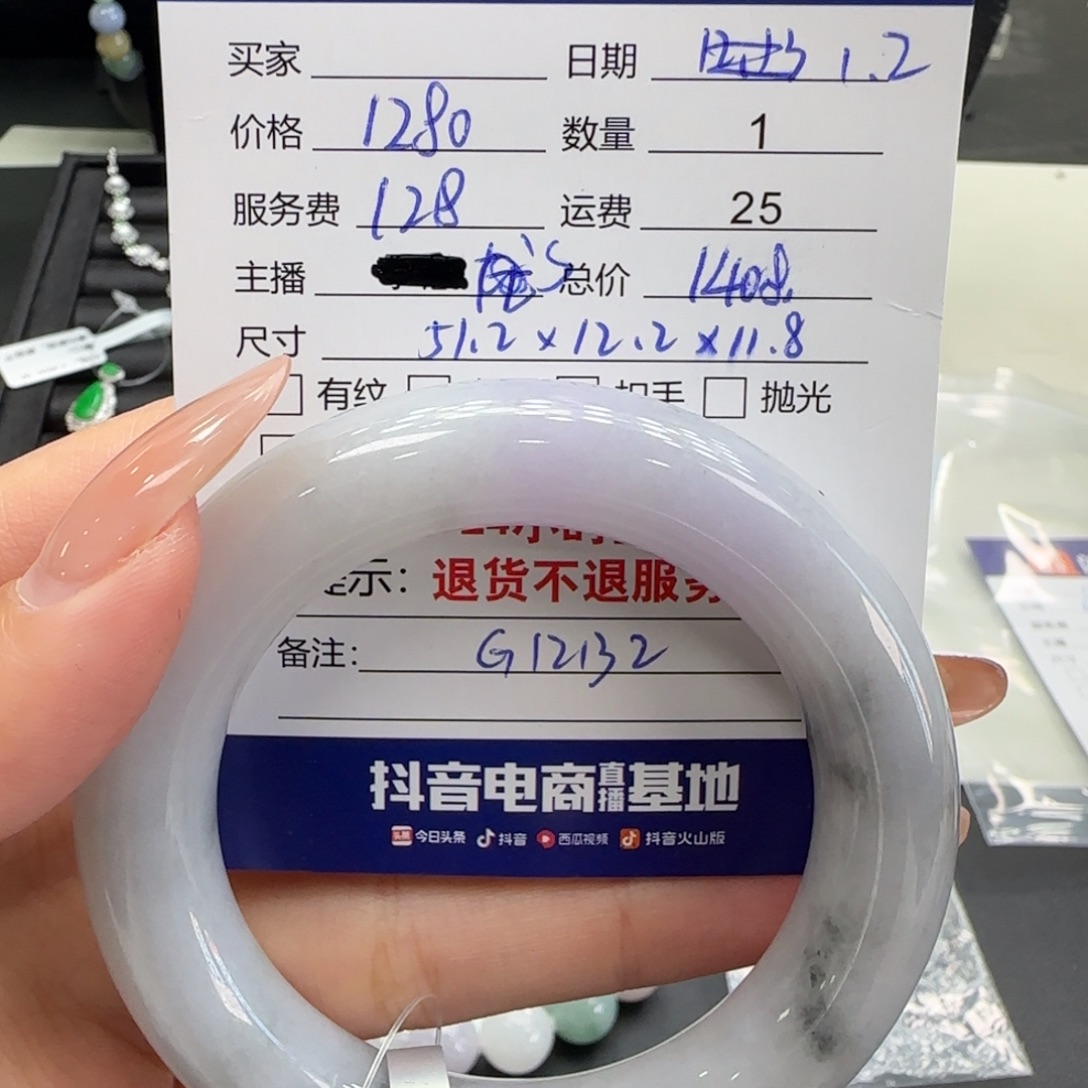 买家 日期 1.2
价格 1280 数量 1
服务费 128 运费 25
主播 总价 1408
尺寸 51.2×12.2×11.8
有纹 扣手 抛光
退货不退服务
备注: G12132
抖音电商直播基地
头条 今日头条 抖音 西瓜视频 抖音火山版